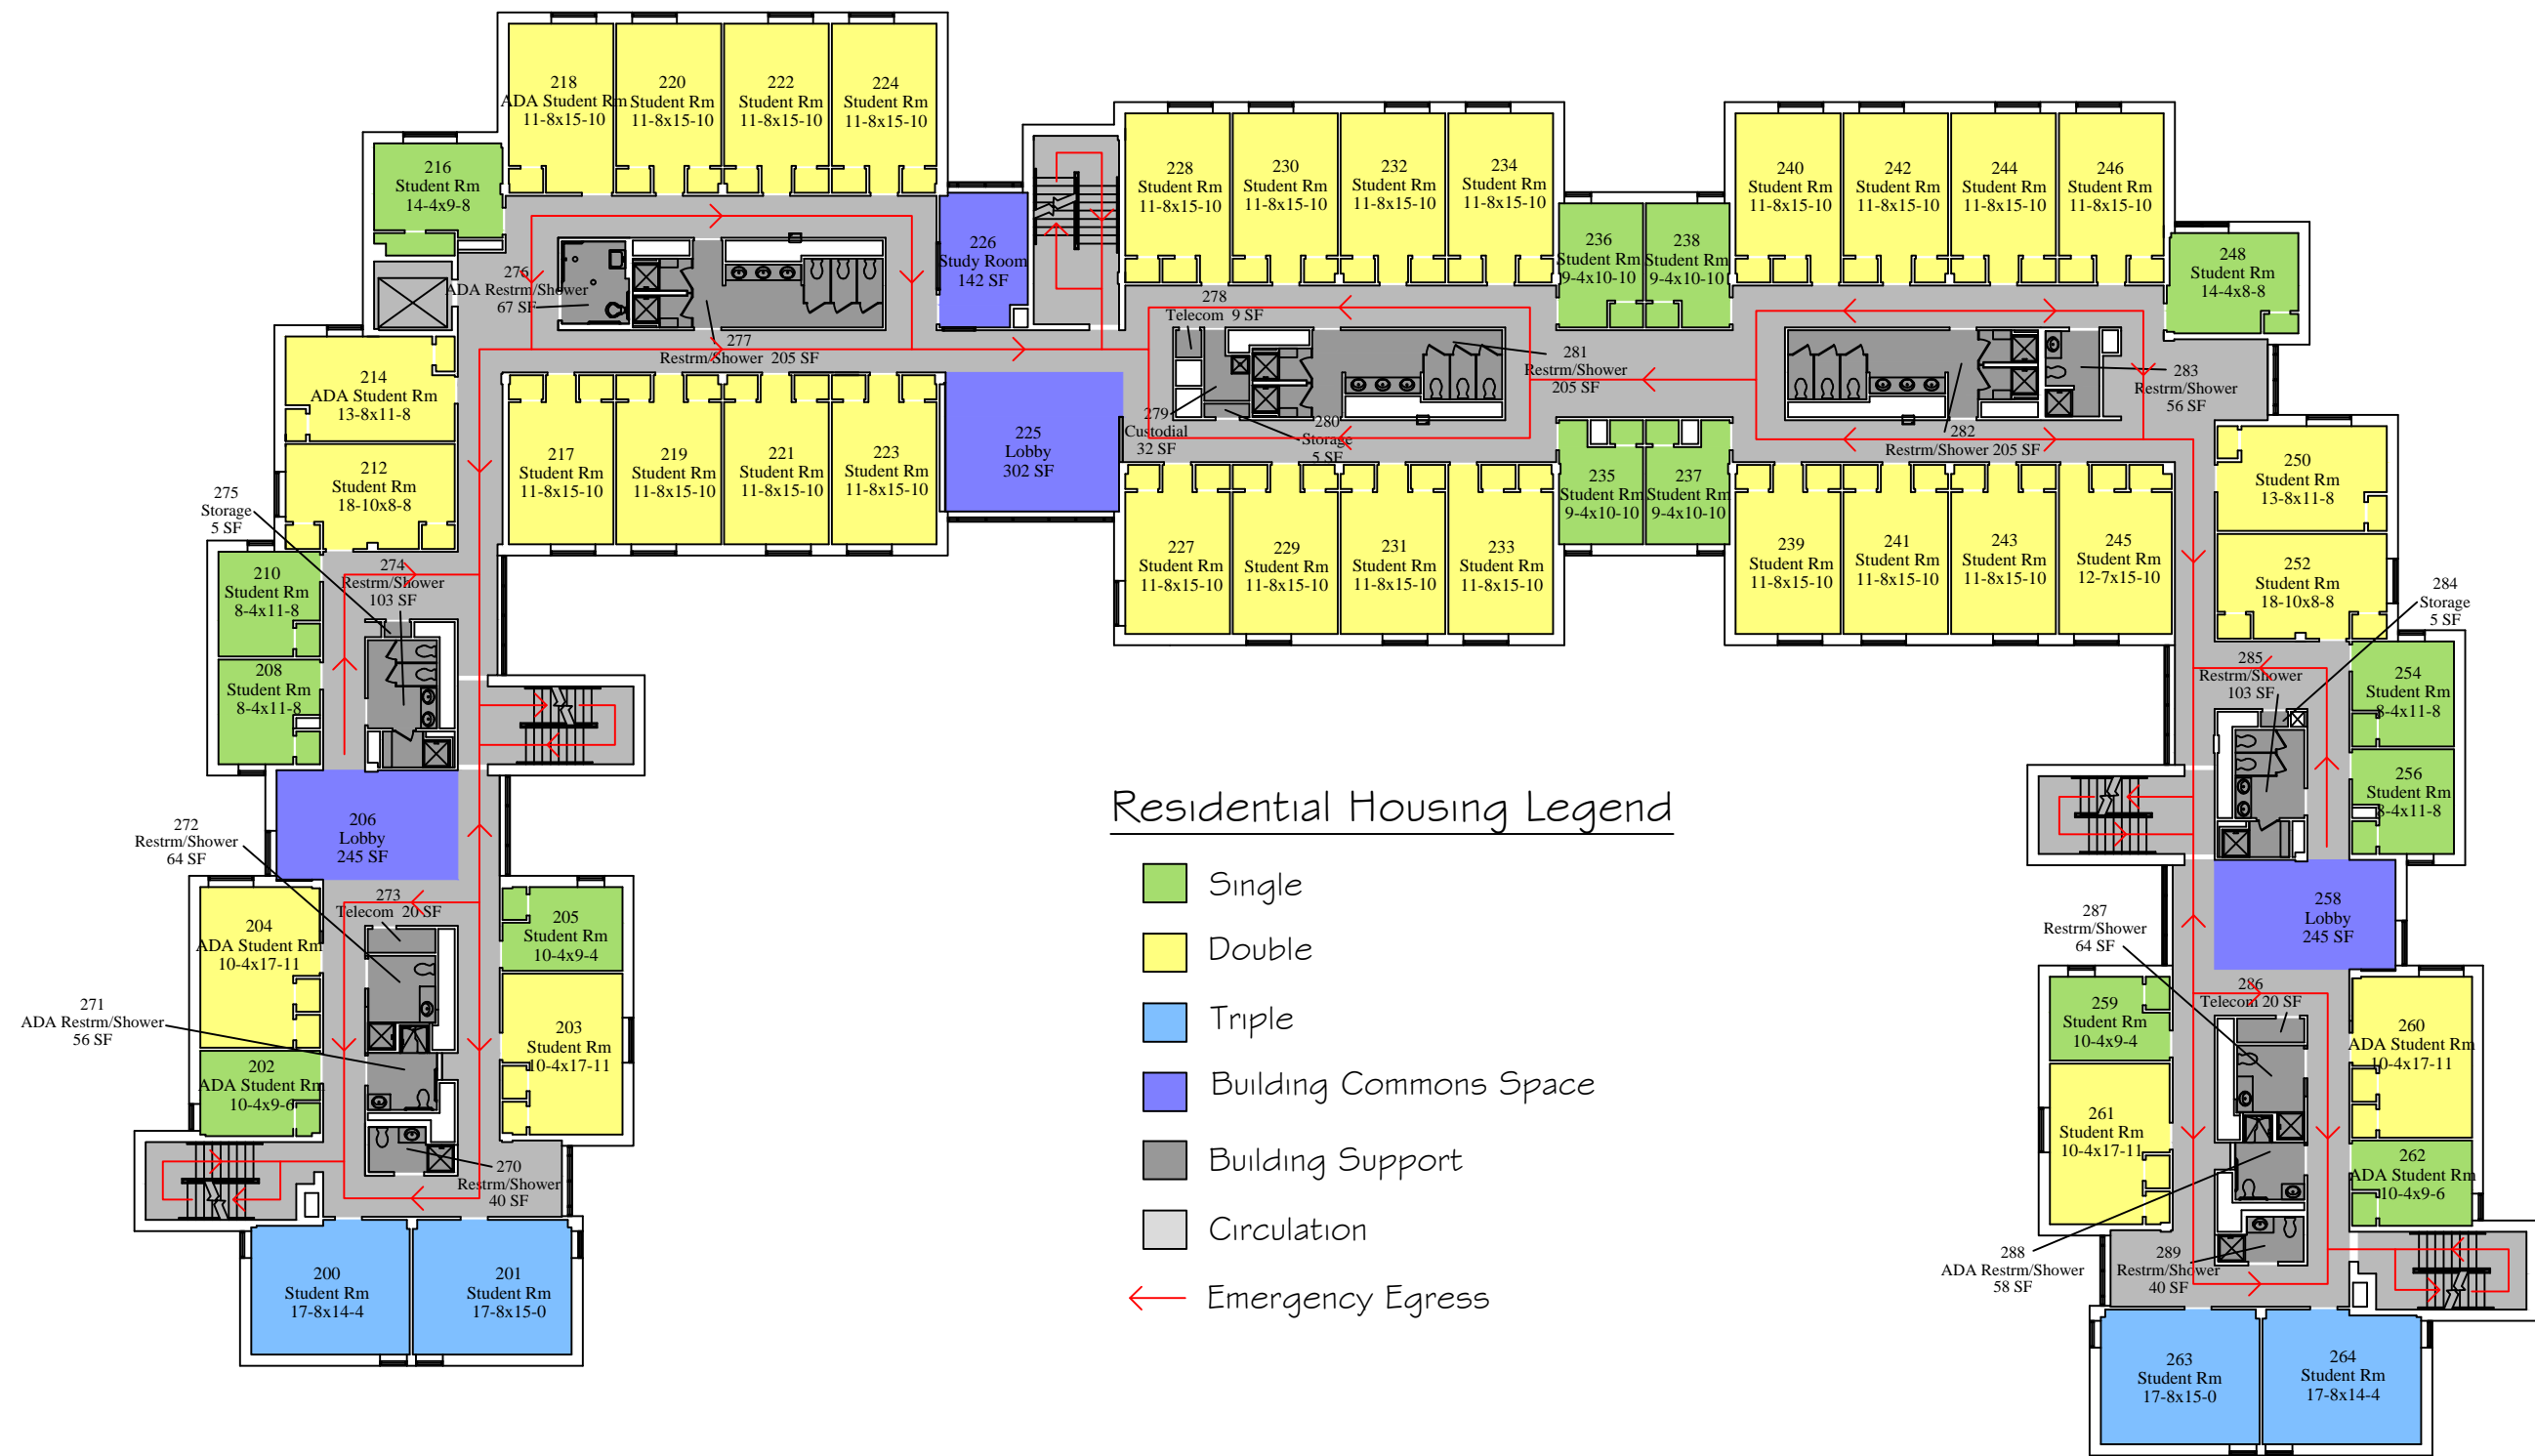 218
ADA Student Rm
11-8x15-10
220
Student Rm
11-8x15-10
222
Student Rm
11-8x15-10
224
Student Rm
11-8x15-10
216
Student Rm
14-4x9-8
226
Study Room
142 SF
228
Student Rm
11-8x15-10
230
Student Rm
11-8x15-10
232
Student Rm
11-8x15-10
234
Student Rm
11-8x15-10
236
Student Rm
9-4x10-10
238
Student Rm
9-4x10-10
240
Student Rm
11-8x15-10
242
Student Rm
11-8x15-10
244
Student Rm
11-8x15-10
246
Student Rm
11-8x15-10
248
Student Rm
14-4x8-8
276
ADA Restrm/Shower
67 SF
277
Restrm/Shower 205 SF
278
Telecom 9 SF
279
Custodial
32 SF
280
Storage
5 SF
281
Restrm/Shower
205 SF
282
Restrm/Shower 205 SF
283
Restrm/Shower
56 SF
214
ADA Student Rm
13-8x11-8
212
Student Rm
18-10x8-8
217
Student Rm
11-8x15-10
219
Student Rm
11-8x15-10
221
Student Rm
11-8x15-10
223
Student Rm
11-8x15-10
225
Lobby
302 SF
227
Student Rm
11-8x15-10
229
Student Rm
11-8x15-10
231
Student Rm
11-8x15-10
233
Student Rm
11-8x15-10
235
Student Rm
9-4x10-10
237
Student Rm
9-4x10-10
239
Student Rm
11-8x15-10
241
Student Rm
11-8x15-10
243
Student Rm
11-8x15-10
245
Student Rm
12-7x15-10
250
Student Rm
13-8x11-8
252
Student Rm
18-10x8-8
275
Storage
5 SF
274
Restrm/Shower
103 SF
210
Student Rm
8-4x11-8
208
Student Rm
8-4x11-8
206
Lobby
245 SF
272
Restrm/Shower
64 SF
273
Telecom 20 SF
204
ADA Student Rm
10-4x17-11
205
Student Rm
10-4x9-4
203
Student Rm
10-4x17-11
271
ADA Restrm/Shower
56 SF
202
ADA Student Rm
10-4x9-6
270
Restrm/Shower
40 SF
200
Student Rm
17-8x14-4
201
Student Rm
17-8x15-0
Residential Housing Legend
Single
Double
Triple
Building Commons Space
Building Support
Circulation
Emergency Egress
284
Storage
5 SF
285
Restrm/Shower
103 SF
254
Student Rm
8-4x11-8
256
Student Rm
8-4x11-8
258
Lobby
245 SF
287
Restrm/Shower
64 SF
286
Telecom 20 SF
259
Student Rm
10-4x9-4
260
ADA Student Rm
10-4x17-11
261
Student Rm
10-4x17-11
262
ADA Student Rm
10-4x9-6
288
ADA Restrm/Shower
58 SF
289
Restrm/Shower
40 SF
263
Student Rm
17-8x15-0
264
Student Rm
17-8x14-4